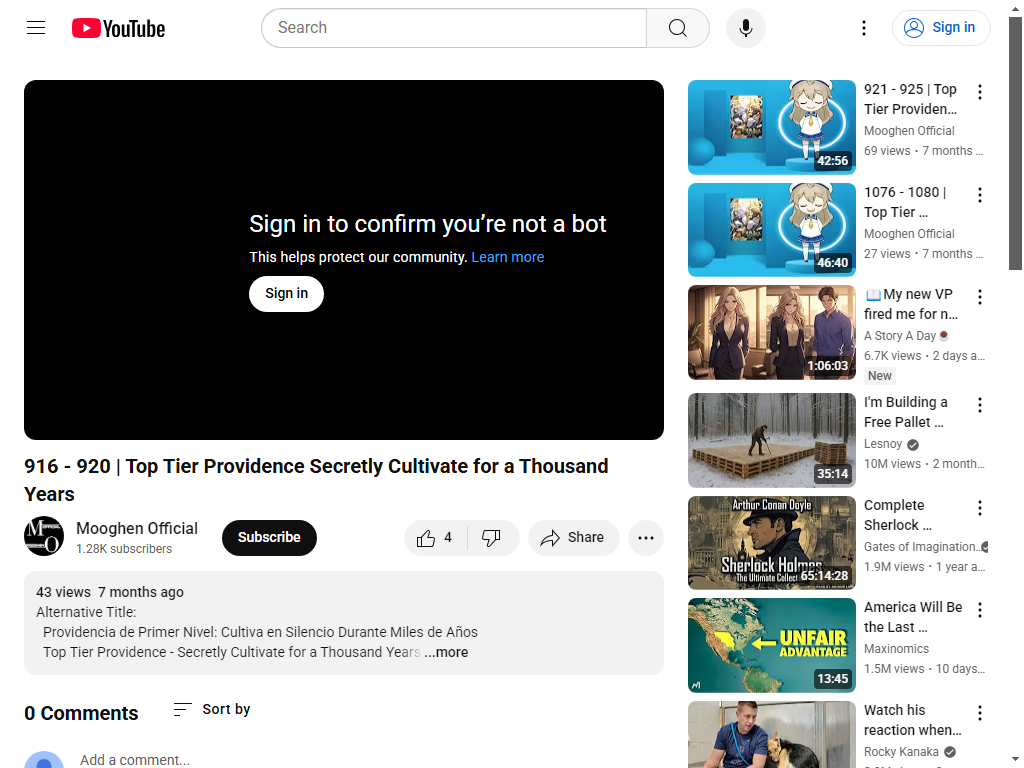 YouTube
Search
Sign in
Sign in to confirm you're not a bot
This helps protect our community. Learn more
Sign in
916 - 920 | Top Tier Providence Secretly Cultivate for a Thousand
Years
Mooghen Official
1.28K subscribers
Subscribe
4
Share
43 views 7 months ago
Alternative Title:
Providencia de Primer Nivel: Cultiva en Silencio Durante Miles de Años
Top Tier Providence - Secretly Cultivate for a Thousand Years ...more
0 Comments
Sort by
Add a comment...
42:56
921 - 925 | Top
Tier Providen...
Mooghen Official
69 views • 7 months ...
46:40
1076 - 1080 |
Top Tier ...
Mooghen Official
27 views • 7 months ...
1:06:03
📖My new VP
fired me for n...
A Story A Day
6.7K views • 2 days a...
New
35:14
I'm Building a
Free Pallet ...
Lesnoy
10M views • 2 month...
Arthur Conan Doyle
Sherlock Holmes
The Ultimate Collect
65:14:28
Complete
Sherlock ...
Gates of Imagination...
1.9M views • 1 year a...
UNFAIR
ADVANTAGE
13:45
America Will Be
the Last ...
Maxinomics
1.5M views • 10 days...
Watch his
reaction when...
Rocky Kanaka